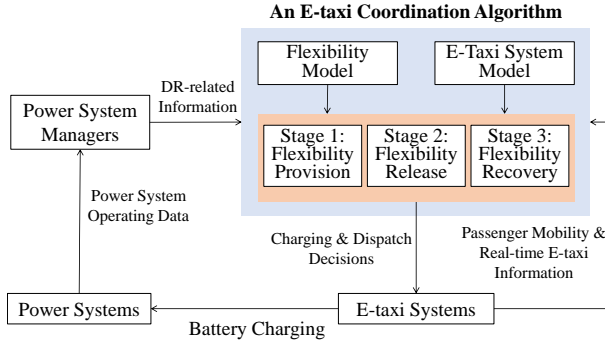 An E-taxi Coordination Algorithm
Flexibility
Model
E-Taxi System
Model
DR-related
Information
Power System
Managers
Stage 1:
Flexibility
Provision
Stage 2:
Flexibility
Release
Stage 3:
Flexibility
Recovery
Power System
Operating Data
Charging & Dispatch
Decisions
Passenger Mobility &
Real-time E-taxi
Information
Power Systems
E-taxi Systems
Battery Charging